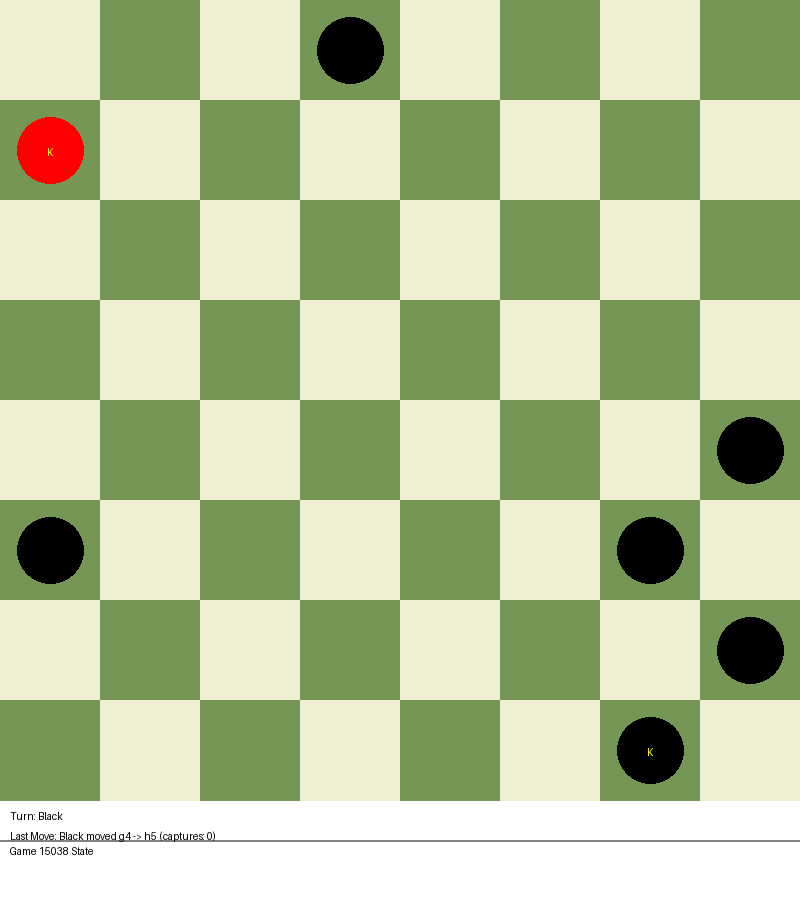 K
K
Turn: Black
Last Move: Black moved g4 -> h5 (captures: 0)
Game 15038 State